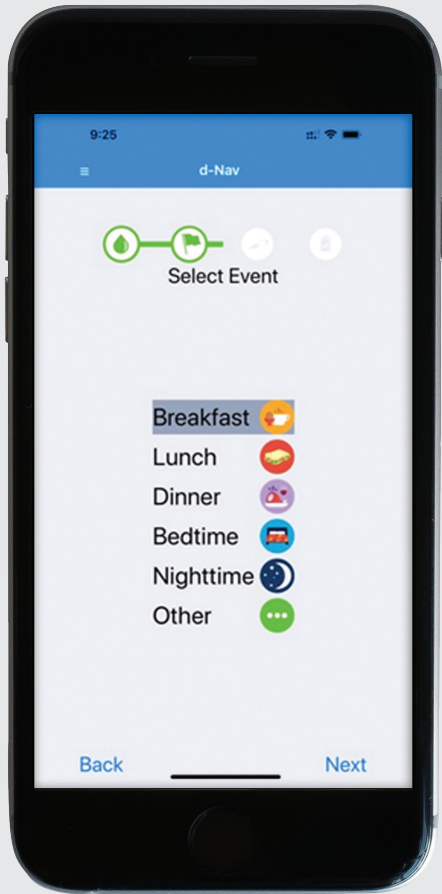 9:25
d-Nav
Select Event
Breakfast
Lunch
Dinner
Bedtime
Nighttime
Other
Back
Next